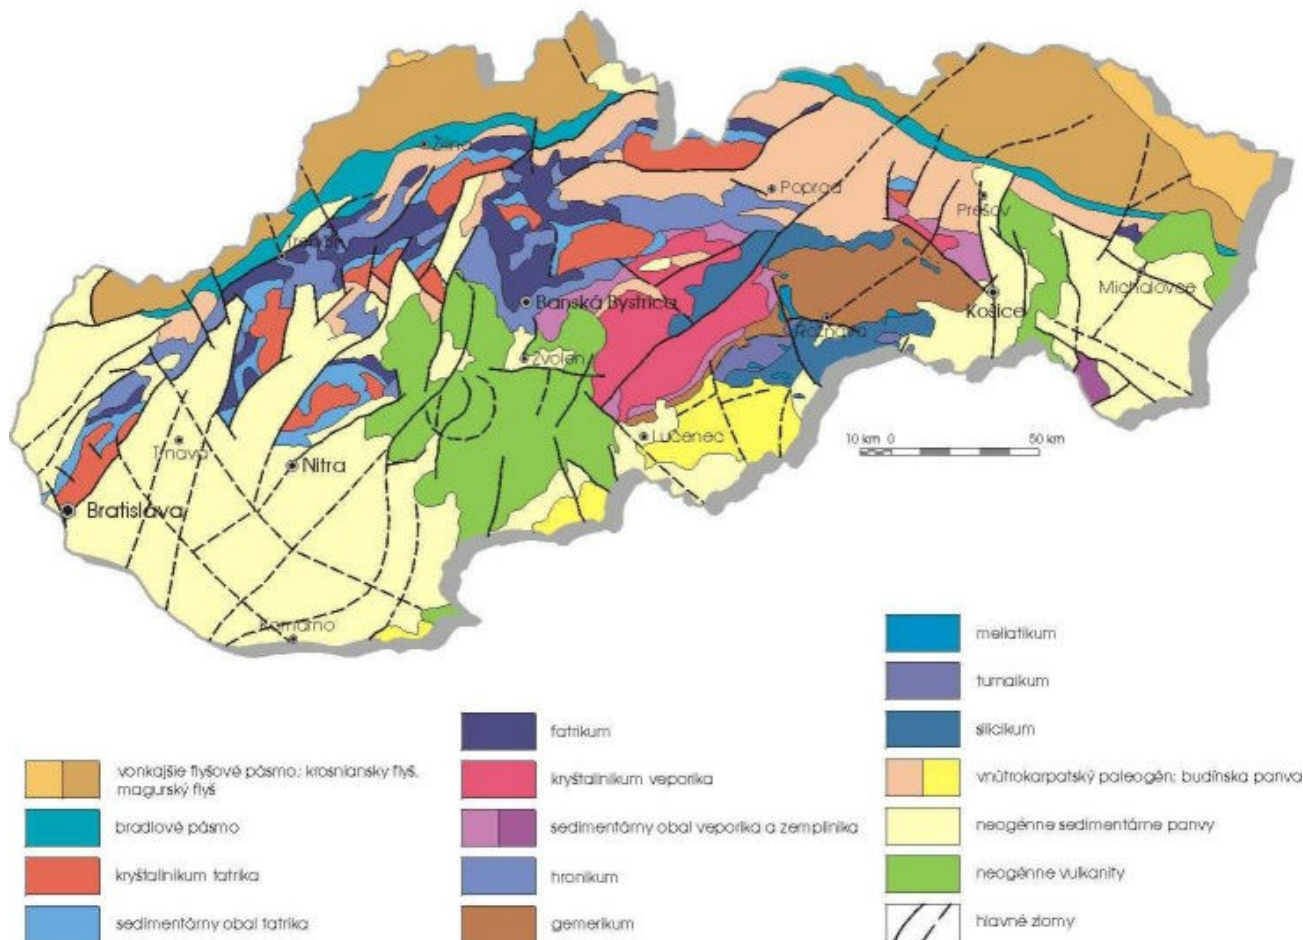 Žilina
Poprad
Prešov
Trenčín
Michalovce
Banská Bystrica
Košice
Rožňava
Zvolen
Lučenec
10 km 0 50 km
Trnava
Nitra
Bratislava
Komárno
vonkajšie flyšové pásmo: krosniansky flyš,
magurský flyš
bradlové pásmo
kryštalinikum tatrika
sedimentárny obal tatrika
fatrikum
kryštalinikum veporika
sedimentárny obal veporika a zemplinika
hronikum
gemerikum
meliatikum
turnaikum
silicikum
vnútrokarpatský paleogén; budínska panva
neogénne sedimentárne panvy
neogénne vulkanity
hlavné zlomy